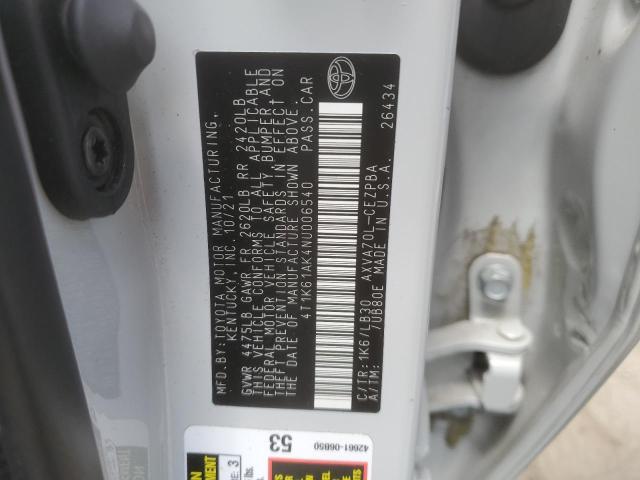 MFD. BY: TOYOTA MOTOR MANUFACTURING,
KENTUCKY, INC. 10/21
GVWR 4475LB GAWR FR 2620LB RR 2420LB
THIS VEHICLE CONFORMS TO ALL APPLICABLE
FEDERAL MOTOR VEHICLE SAFETY, BUMPER AND
THEFT PREVENTION STANDARDS IN EFFECT ON
THE DATE OF MANUFACTURE SHOWN ABOVE.
4T1K61AK4NU006540 PASS.CAR
C/TR: 1K6/LB30 AXVA70L-CEZPBA
A/TM: /UB80E MADE IN U.S.A.
26434
53
42661-06B50